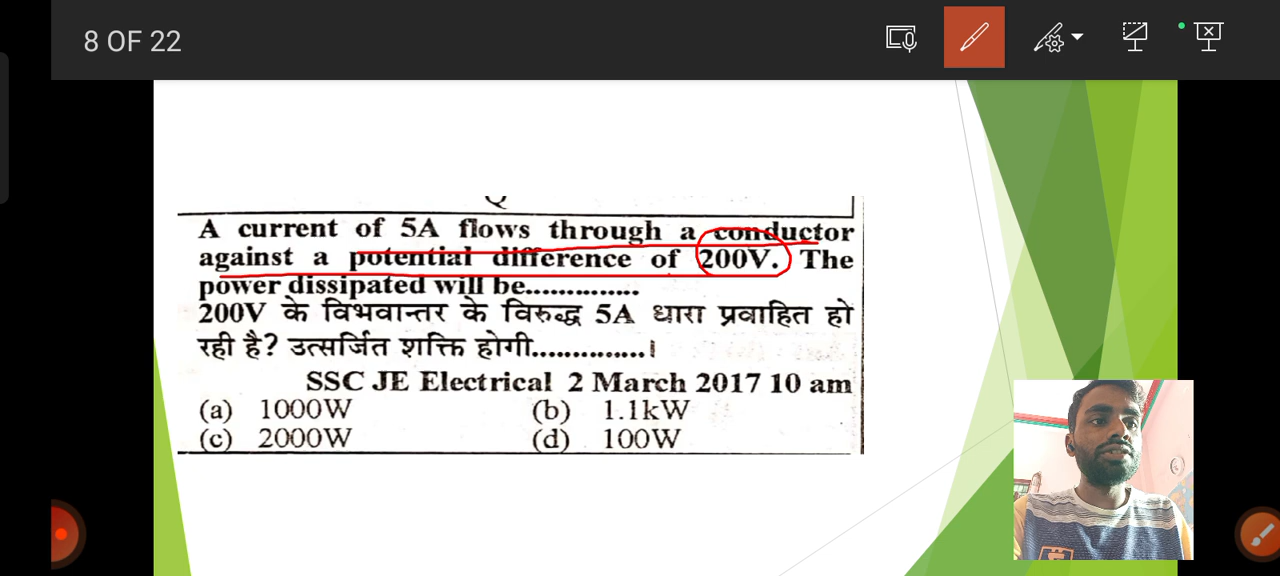 8 OF 22
A current of 5A flows through a conductor
against a potential difference of 200V. The
power dissipated will be..............
200V के विभवान्तर के विरुद्ध 5A धारा प्रवाहित हो
रही है? उत्सर्जित शक्ति होगी..............।
SSC JE Electrical 2 March 2017 10 am
(a) 1000W (b) 1.1kW
(c) 2000W (d) 100W